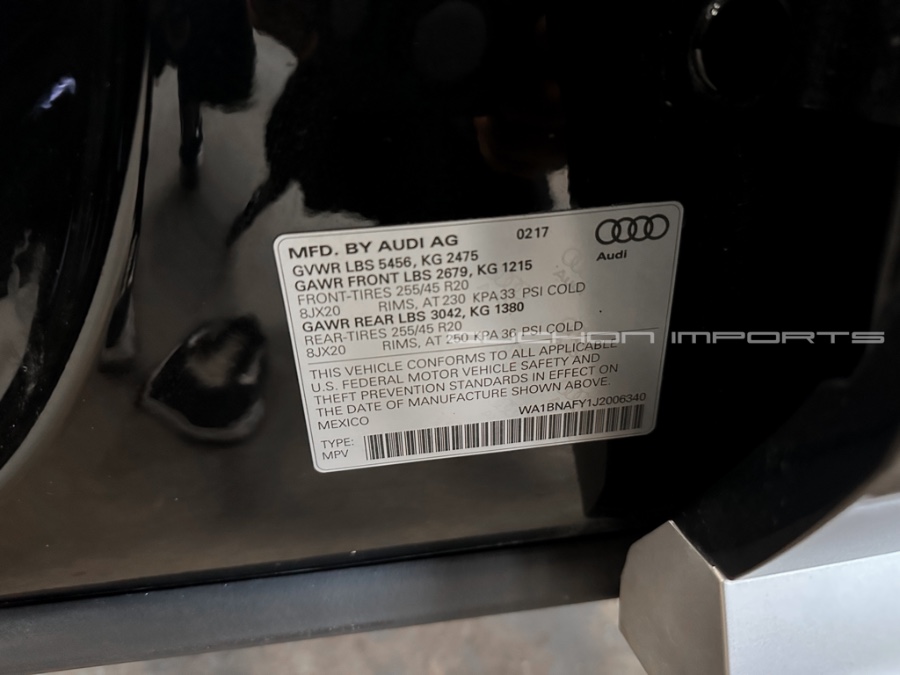 MFD. BY AUDI AG 0217
Audi
GVWR LBS 5456, KG 2475
GAWR FRONT LBS 2679, KG 1215
FRONT-TIRES 255/45 R20
8JX20 RIMS, AT 230 KPA 33 PSI COLD
GAWR REAR LBS 3042, KG 1380
REAR-TIRES 255/45 R20
8JX20 RIMS, AT 250 KPA 36 PSI COLD
THIS VEHICLE CONFORMS TO ALL APPLICABLE
U.S. FEDERAL MOTOR VEHICLE SAFETY AND
THEFT PREVENTION STANDARDS IN EFFECT ON
THE DATE OF MANUFACTURE SHOWN ABOVE.
MEXICO WA1BNAFY1J2006340
TYPE:
MPV
IMPORTS